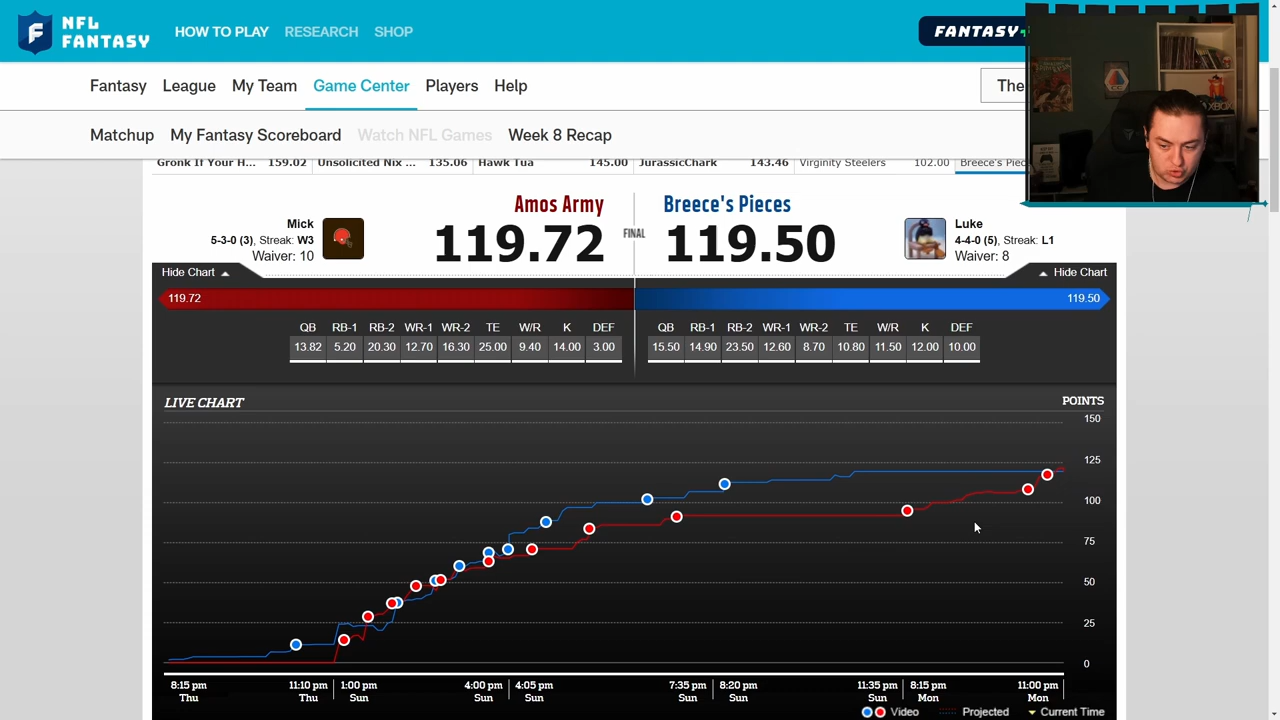 NFL FANTASY HOW TO PLAY RESEARCH SHOP FANTASY+
Fantasy League My Team Game Center Players Help The
Matchup My Fantasy Scoreboard Watch NFL Games Week 8 Recap
Gronk If Your H... 159.02 Unsolicited Nix ... 135.06 Hawk Tua 145.00 JurassicChark 143.46 Virginity Steelers 102.00 Breece's Piec
Amos Army Breece's Pieces
Mick 119.72 FINAL 119.50 Luke
5-3-0 (3), Streak: W3 4-4-0 (5), Streak: L1
Waiver: 10 Waiver: 8
Hide Chart Hide Chart
119.72 119.50
QB RB-1 RB-2 WR-1 WR-2 TE W/R K DEF QB RB-1 RB-2 WR-1 WR-2 TE W/R K DEF
13.82 5.20 20.30 12.70 16.30 25.00 9.40 14.00 3.00 15.50 14.90 23.50 12.60 8.70 10.80 11.50 12.00 10.00
LIVE CHART POINTS
150
125
100
75
50
25
0
8:15 pm 11:10 pm 1:00 pm 4:00 pm 4:05 pm 7:35 pm 8:20 pm 11:35 pm 8:15 pm 11:00 pm
Thu Thu Sun Sun Sun Sun Sun Sun Mon Mon
Video Projected Current Time